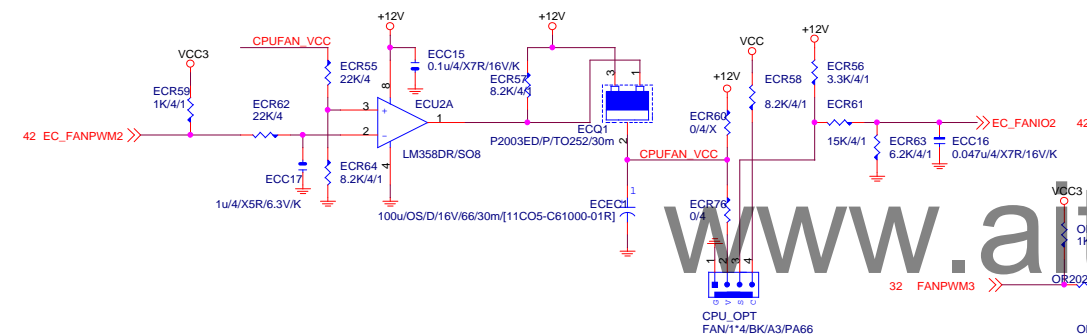 +12V
+12V
+12V
VCC3
CPUFAN_VCC
ECR55
22K/4
ECC15
0.1u/4/X7R/16V/K
ECR57
8.2K/4/1
3
1
VCC
+12V
ECR58
8.2K/4/1
ECR56
3.3K/4/1
ECR59
1K/4/1
ECR62
22K/4
8
3
+
ECU2A
1
2
-
LM358DR/SO8
4
42 EC_FANPWM2
ECQ1
P2003ED/P/TO252/30m
2
ECR60
0/4/X
ECR61
15K/4/1
EC_FANIO2
42
ECR63
6.2K/4/1
ECC16
0.047u/4/X7R/16V/K
CPUFAN_VCC
ECR64
8.2K/4/1
ECC17
1u/4/X5R/6.3V/K
1
ECEC1
100u/OS/D/16V/66/30m/[11CO5-C61000-01R]
ECR76
0/4
VCC3
1K
www.
1
2
3
4
G
V
S
C
CPU_OPT
FAN/1*4/BK/A3/PA66
32 FANPWM3
OR202